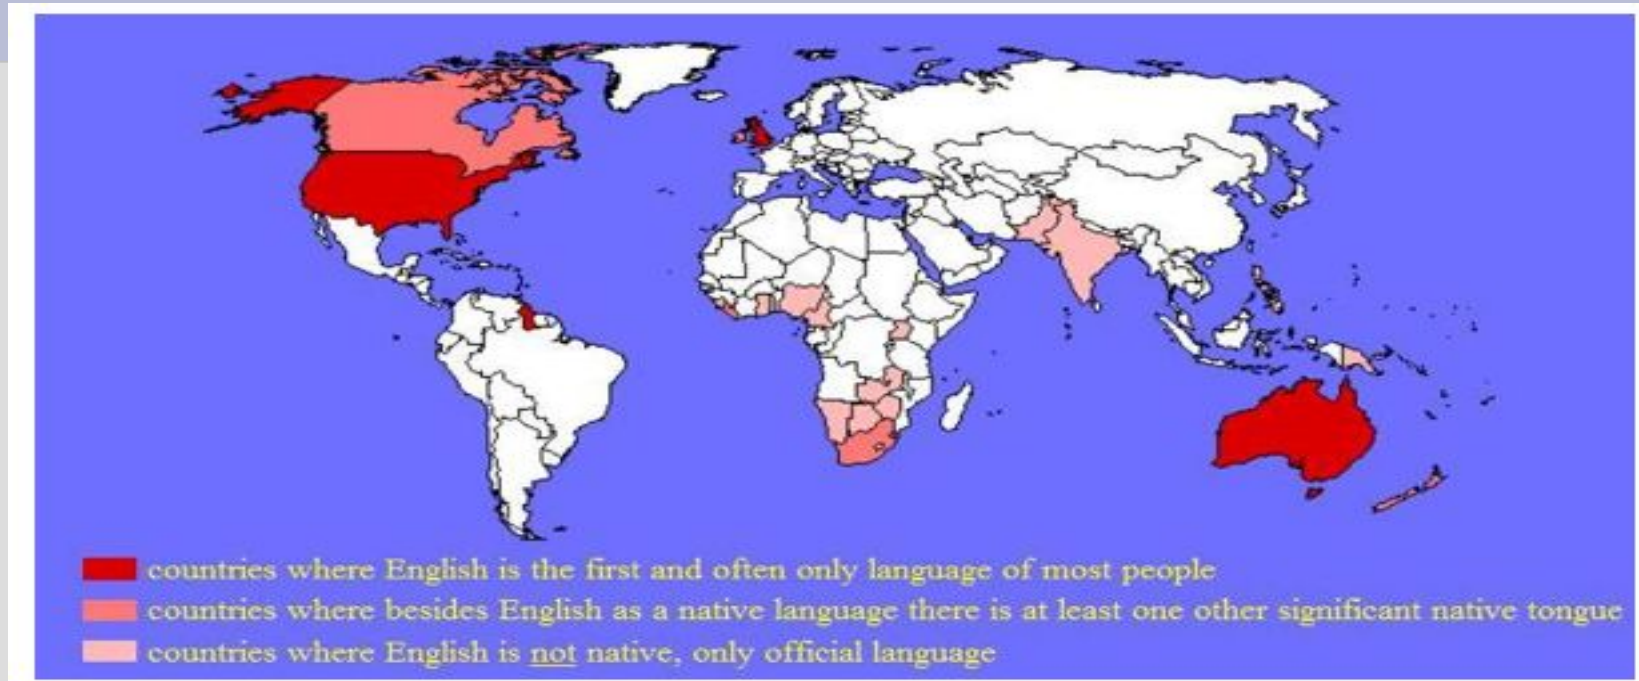 countries where English is the first and often only language of most people
countries where besides English as a native language there is at least one other significant native tongue
countries where English is not native, only official language